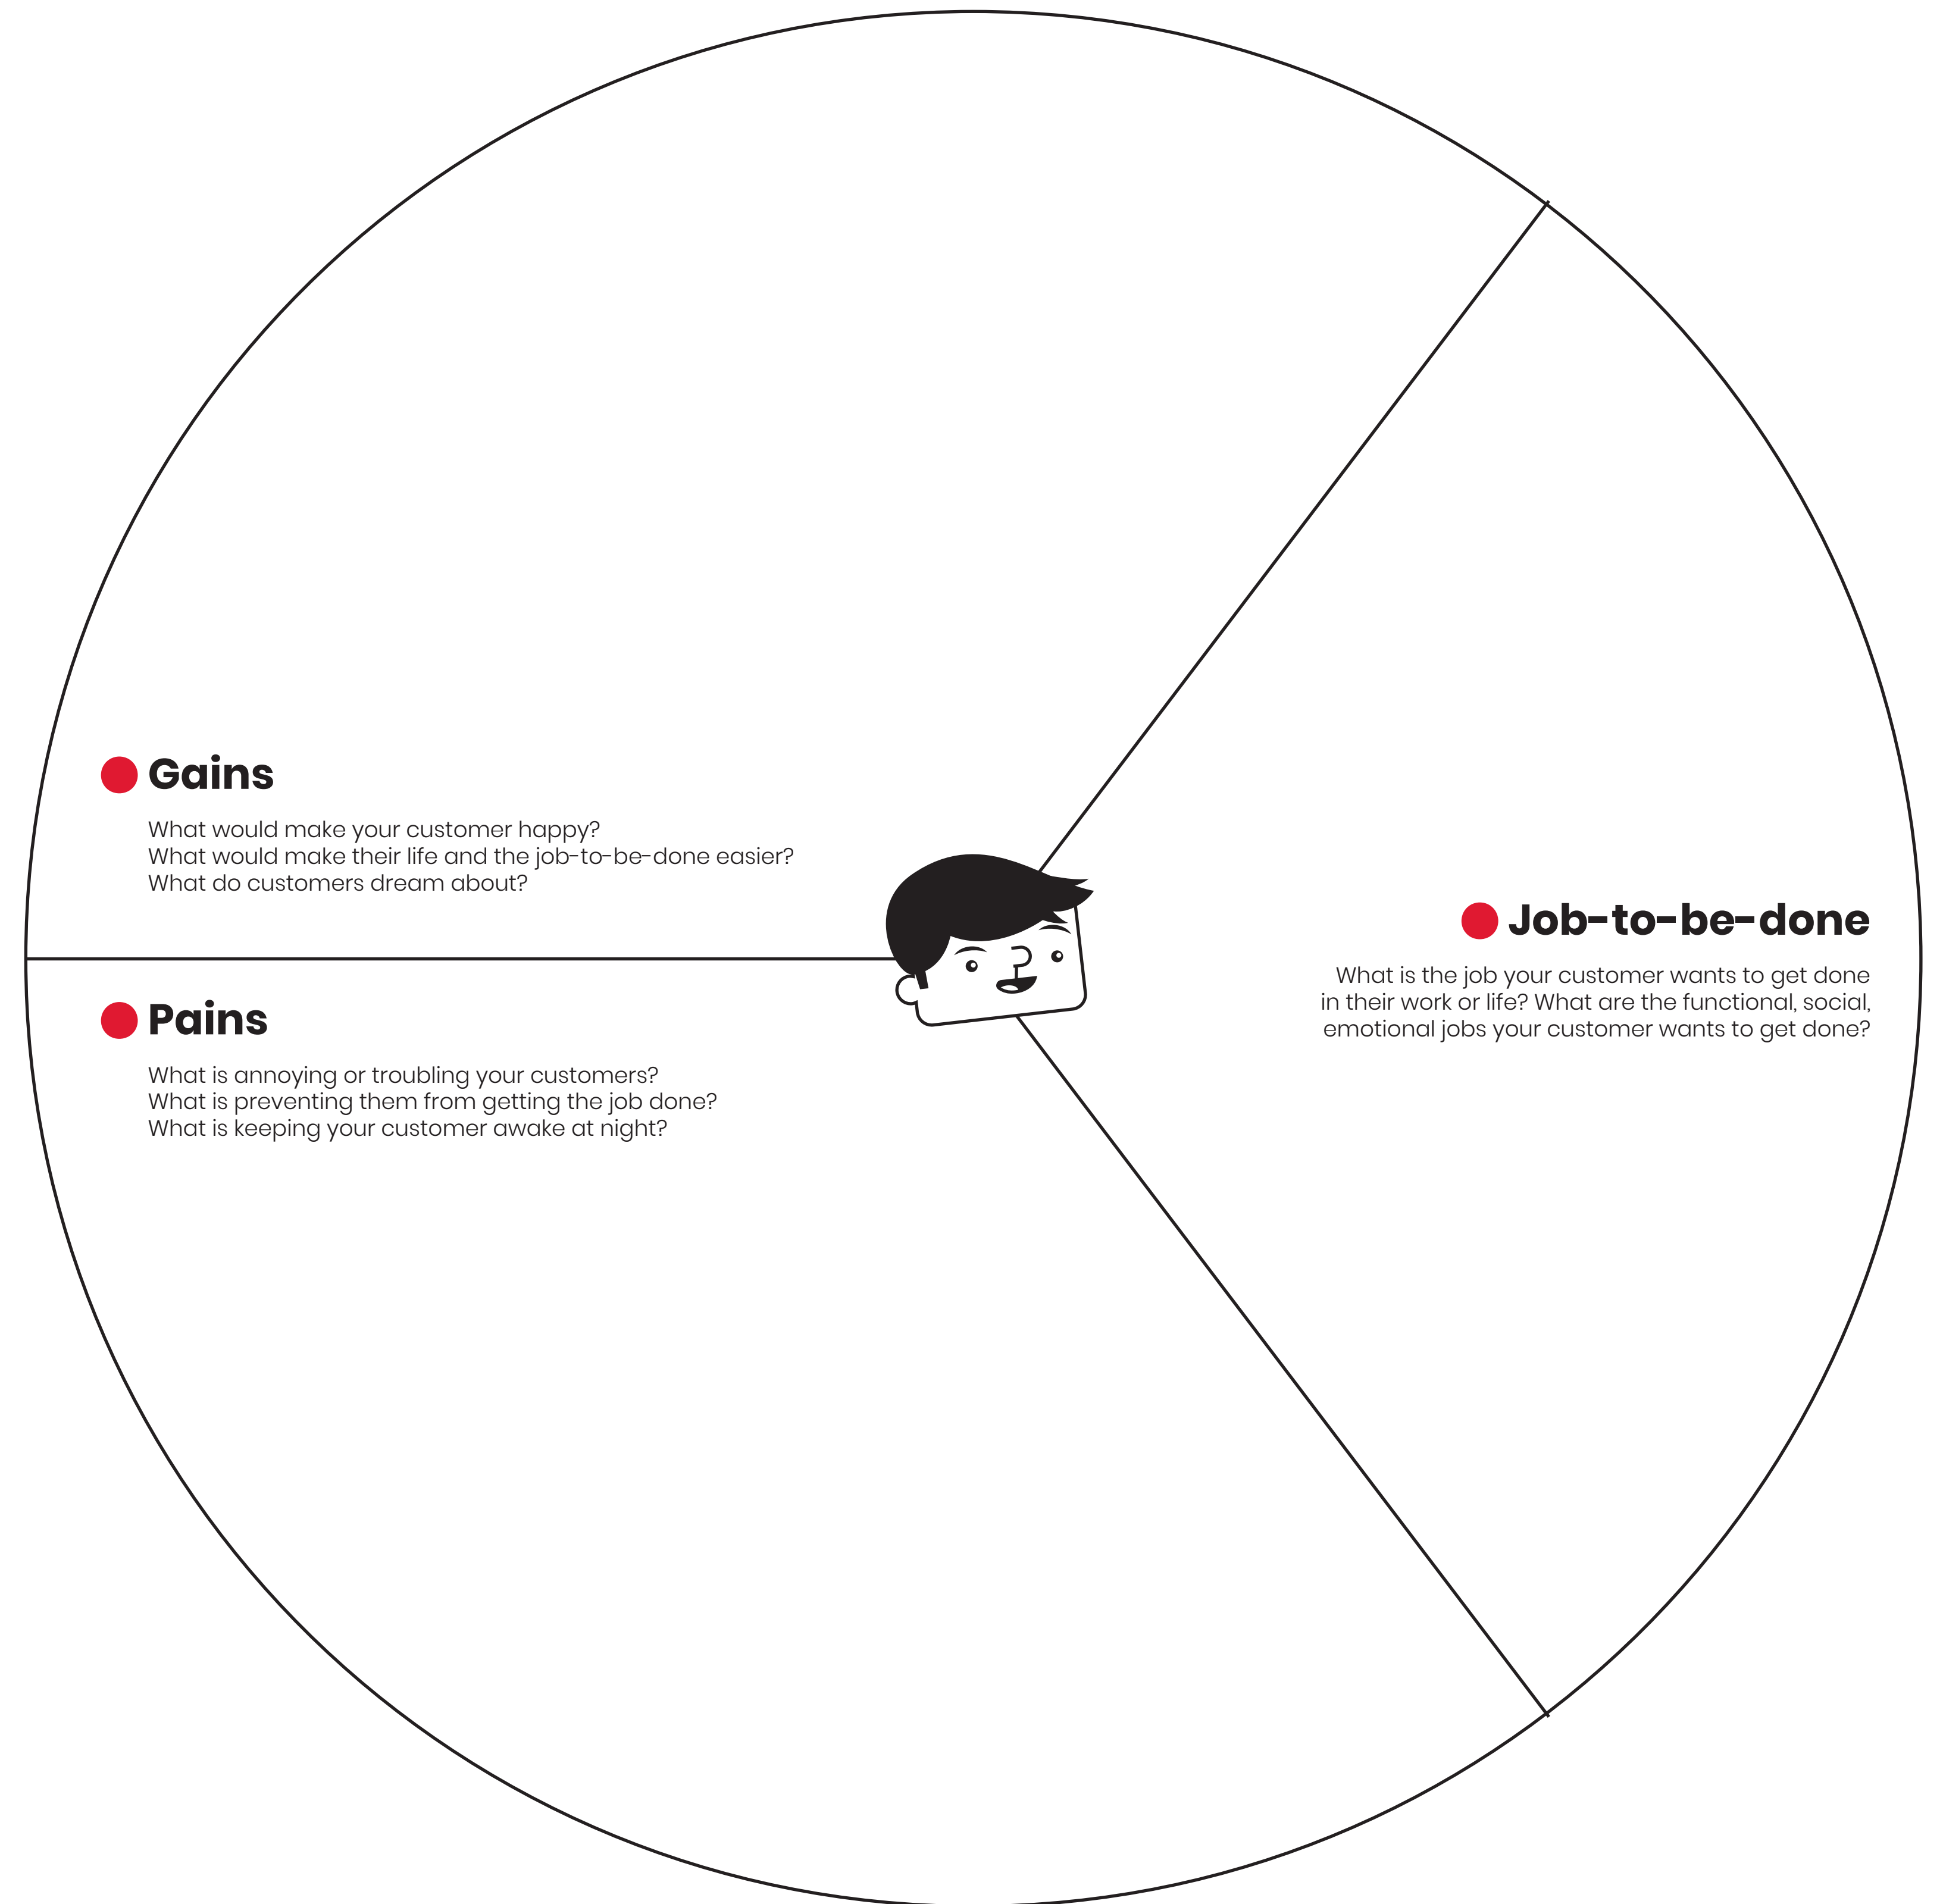 Gains
What would make your customer happy?
What would make their life and the job-to-be-done easier?
What do customers dream about?
Job-to-be-done
What is the job your customer wants to get done
in their work or life? What are the functional, social,
emotional jobs your customer wants to get done?
Pains
What is annoying or troubling your customers?
What is preventing them from getting the job done?
What is keeping your customer awake at night?